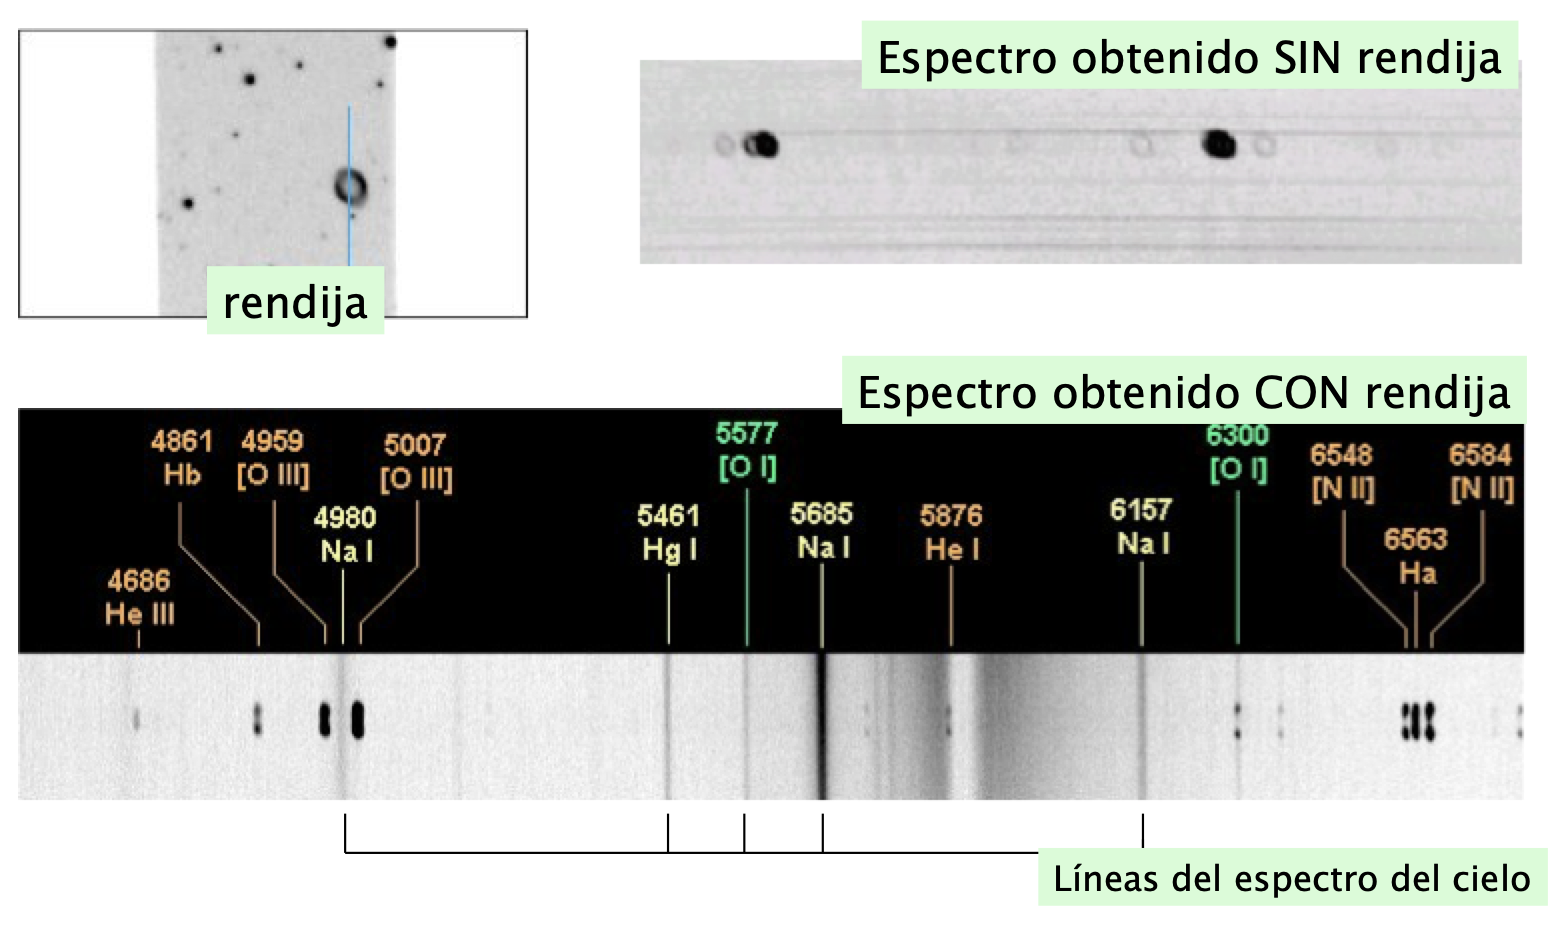 Espectro obtenido SIN rendija
rendija
Espectro obtenido CON rendija
4861
Hb
4959
[O III]
5007
[O III]
4980
Na I
4686
He III
5461
Hg I
5577
[O I]
5685
Na I
5876
He I
6157
Na I
6300
[O I]
6548
[N II]
6563
Ha
6584
[N II]
Líneas del espectro del cielo